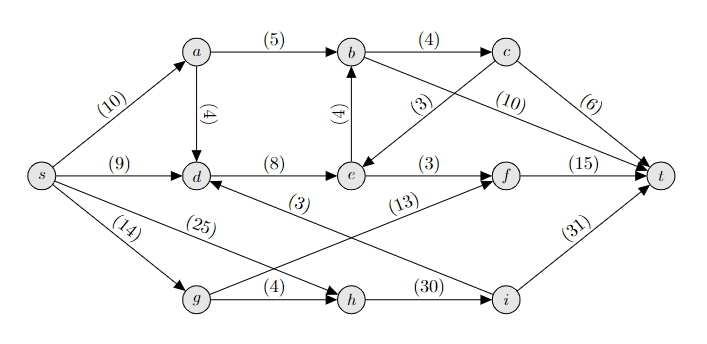 a
(5)
b
(4)
c
(10)
(4)
(4)
(3)
(10)
(6)
s
(9)
d
(8)
e
(3)
f
(15)
t
(14)
(25)
(3)
(13)
(31)
g
(4)
h
(30)
i